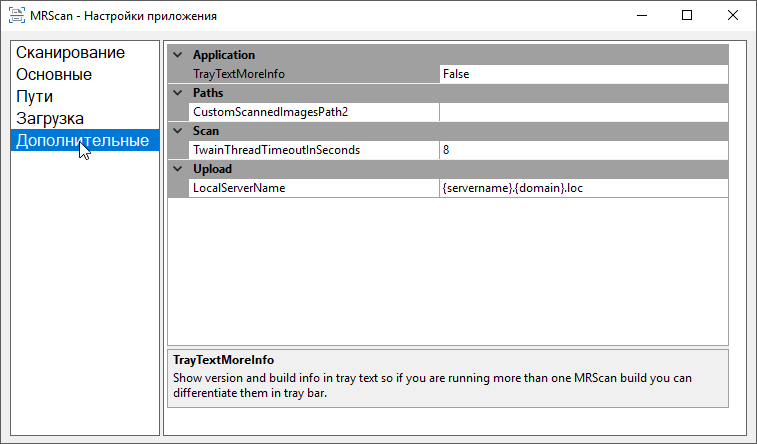 MRScan - Настройки приложения
Сканирование
Основные
Пути
Загрузка
Дополнительные
Application
TrayTextMoreInfo False
Paths
CustomScannedImagesPath2
Scan
TwainThreadTimeoutInSeconds 8
Upload
LocalServerName {servername}.{domain}.loc
TrayTextMoreInfo
Show version and build info in tray text so if you are running more than one MRScan build you can
differentiate them in tray bar.